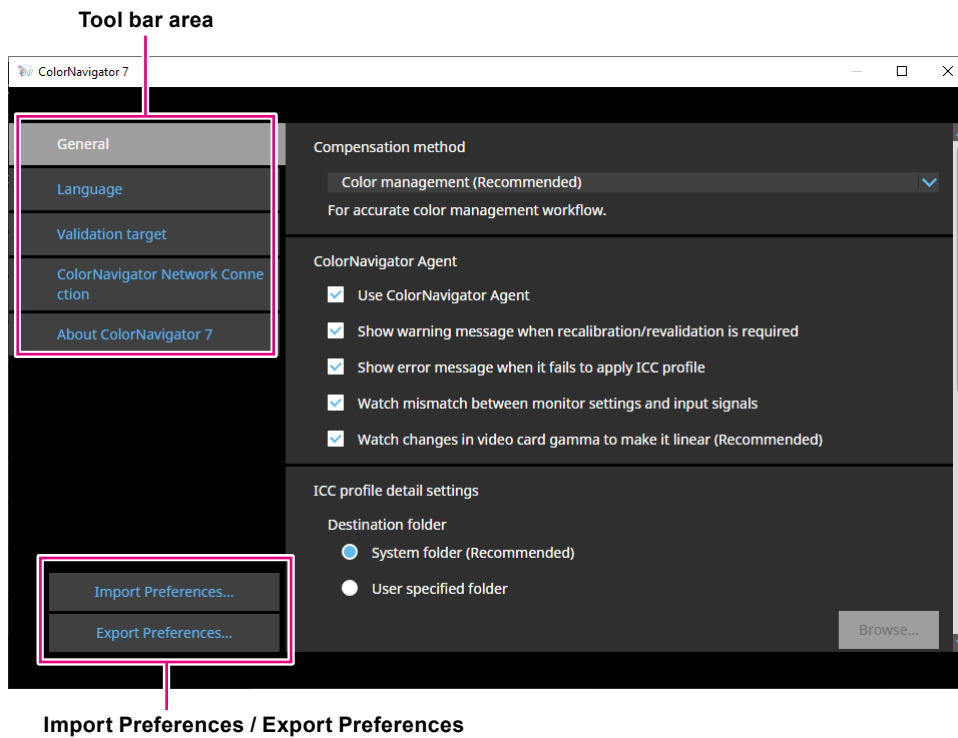 Tool bar area
ColorNavigator 7
General
Language
Validation target
ColorNavigator Network Conne
ction
About ColorNavigator 7
Import Preferences...
Export Preferences...
Compensation method
Color management (Recommended)
For accurate color management workflow.
ColorNavigator Agent
Use ColorNavigator Agent
Show warning message when recalibration/revalidation is required
Show error message when it fails to apply ICC profile
Watch mismatch between monitor settings and input signals
Watch changes in video card gamma to make it linear (Recommended)
ICC profile detail settings
Destination folder
System folder (Recommended)
User specified folder
Browse...
Import Preferences / Export Preferences